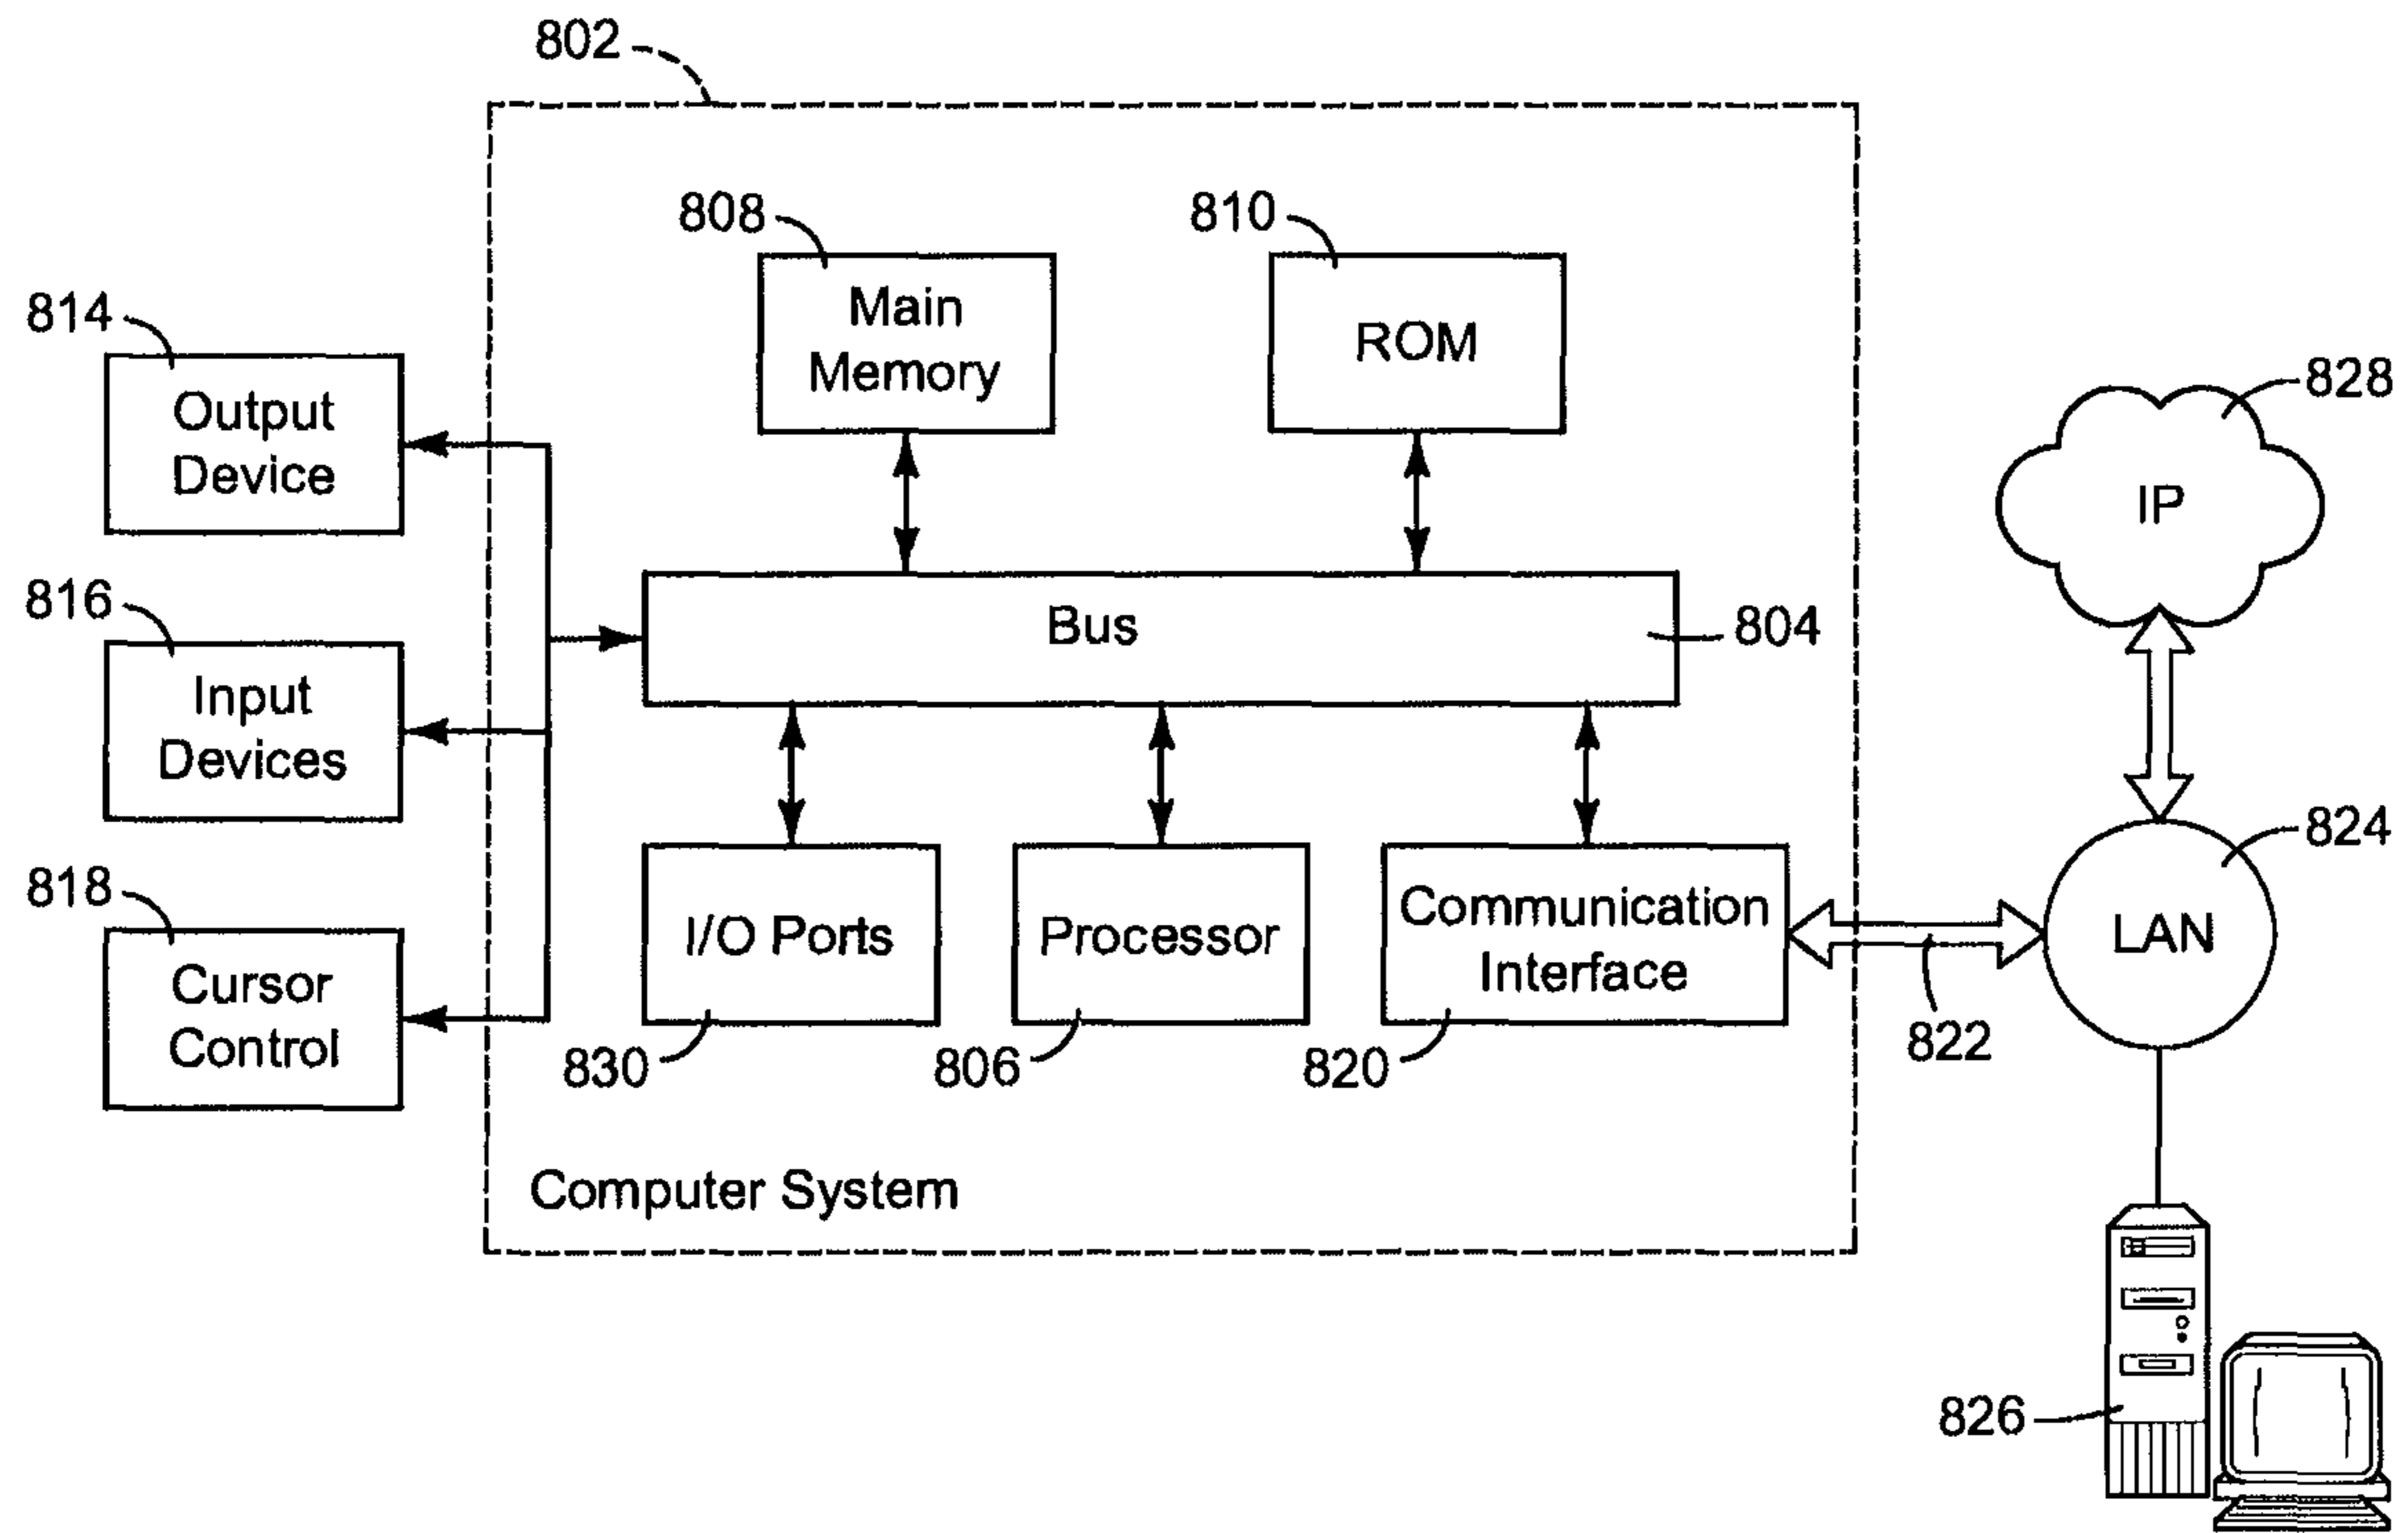 802
808
810
Main
Memory
ROM
814
Output
Device
828
IP
816
Input
Devices
Bus
804
824
LAN
818
Cursor
Control
I/O Ports
Processor
Communication
Interface
830
806
820
822
Computer System
826